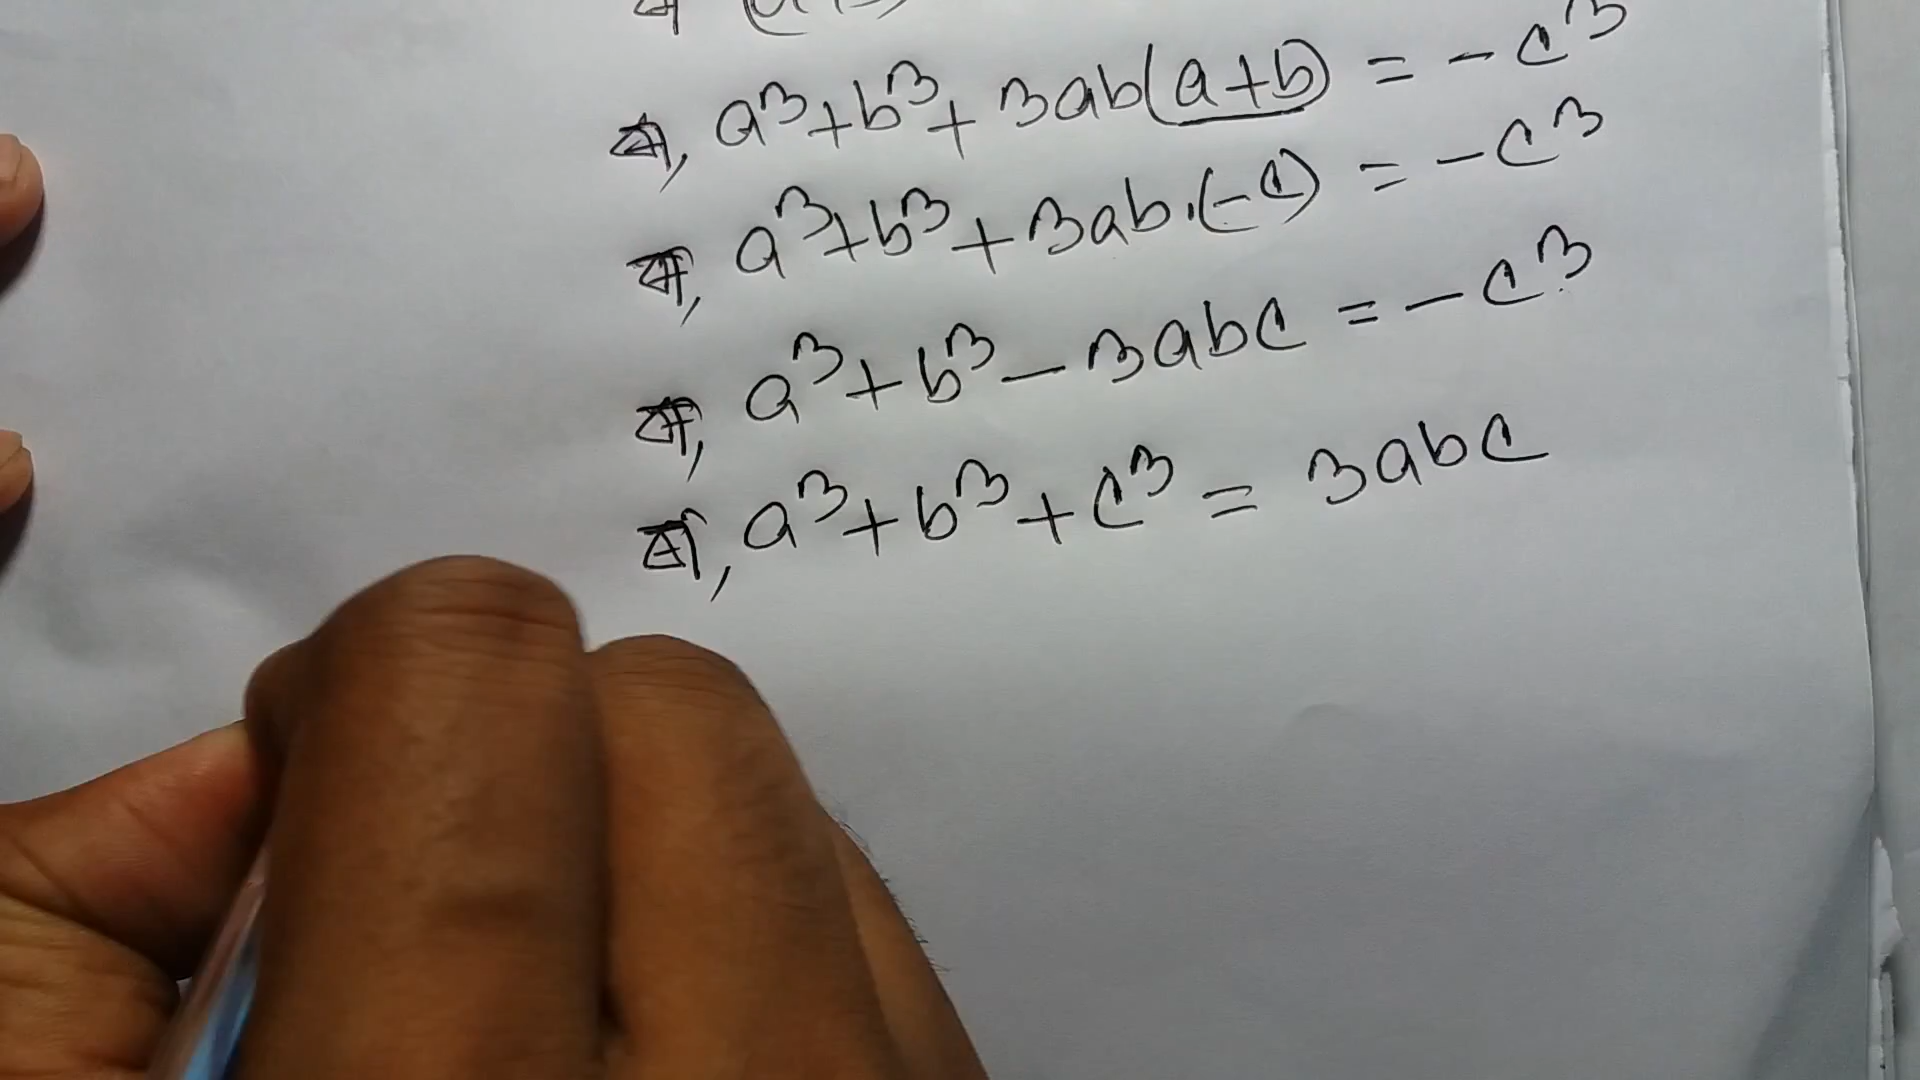 বা, a³+b³+3ab(a+b) = -c³
বা, a³+b³+3ab.(-c) = -c³
বা, a³+b³-3abc = -c³
বা, a³+b³+c³ = 3abc